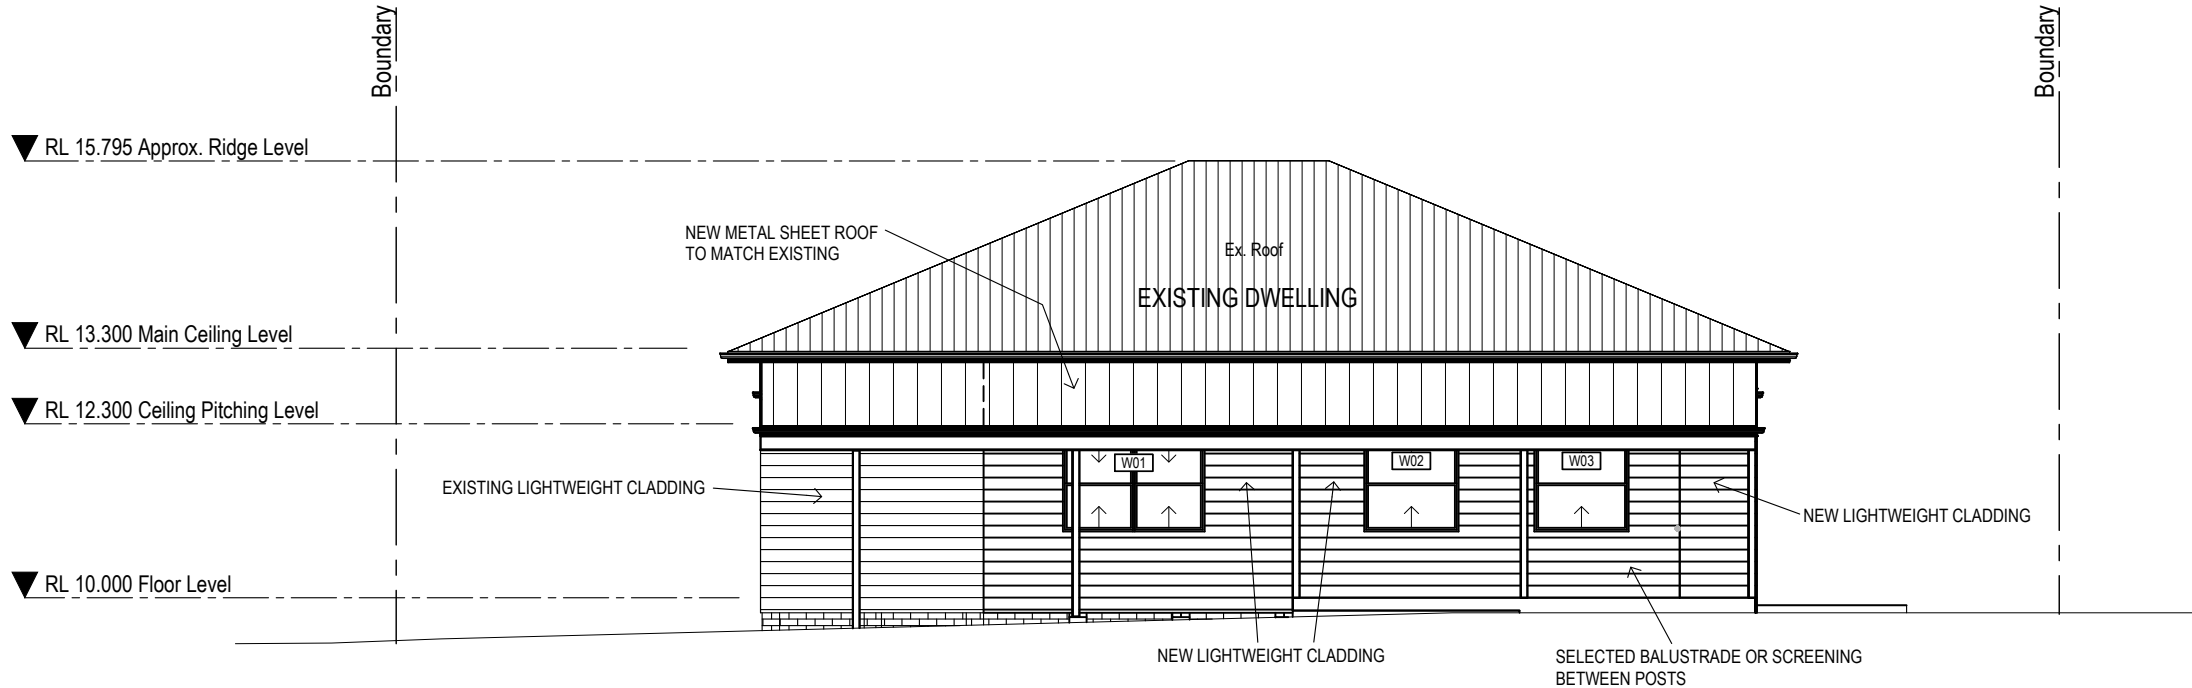 Boundary
Boundary
RL 15.795 Approx. Ridge Level
NEW METAL SHEET ROOF
TO MATCH EXISTING
Ex. Roof
EXISTING DWELLING
RL 13.300 Main Ceiling Level
RL 12.300 Ceiling Pitching Level
W01
W02
W03
EXISTING LIGHTWEIGHT CLADDING
NEW LIGHTWEIGHT CLADDING
RL 10.000 Floor Level
NEW LIGHTWEIGHT CLADDING
SELECTED BALUSTRADE OR SCREENING
BETWEEN POSTS